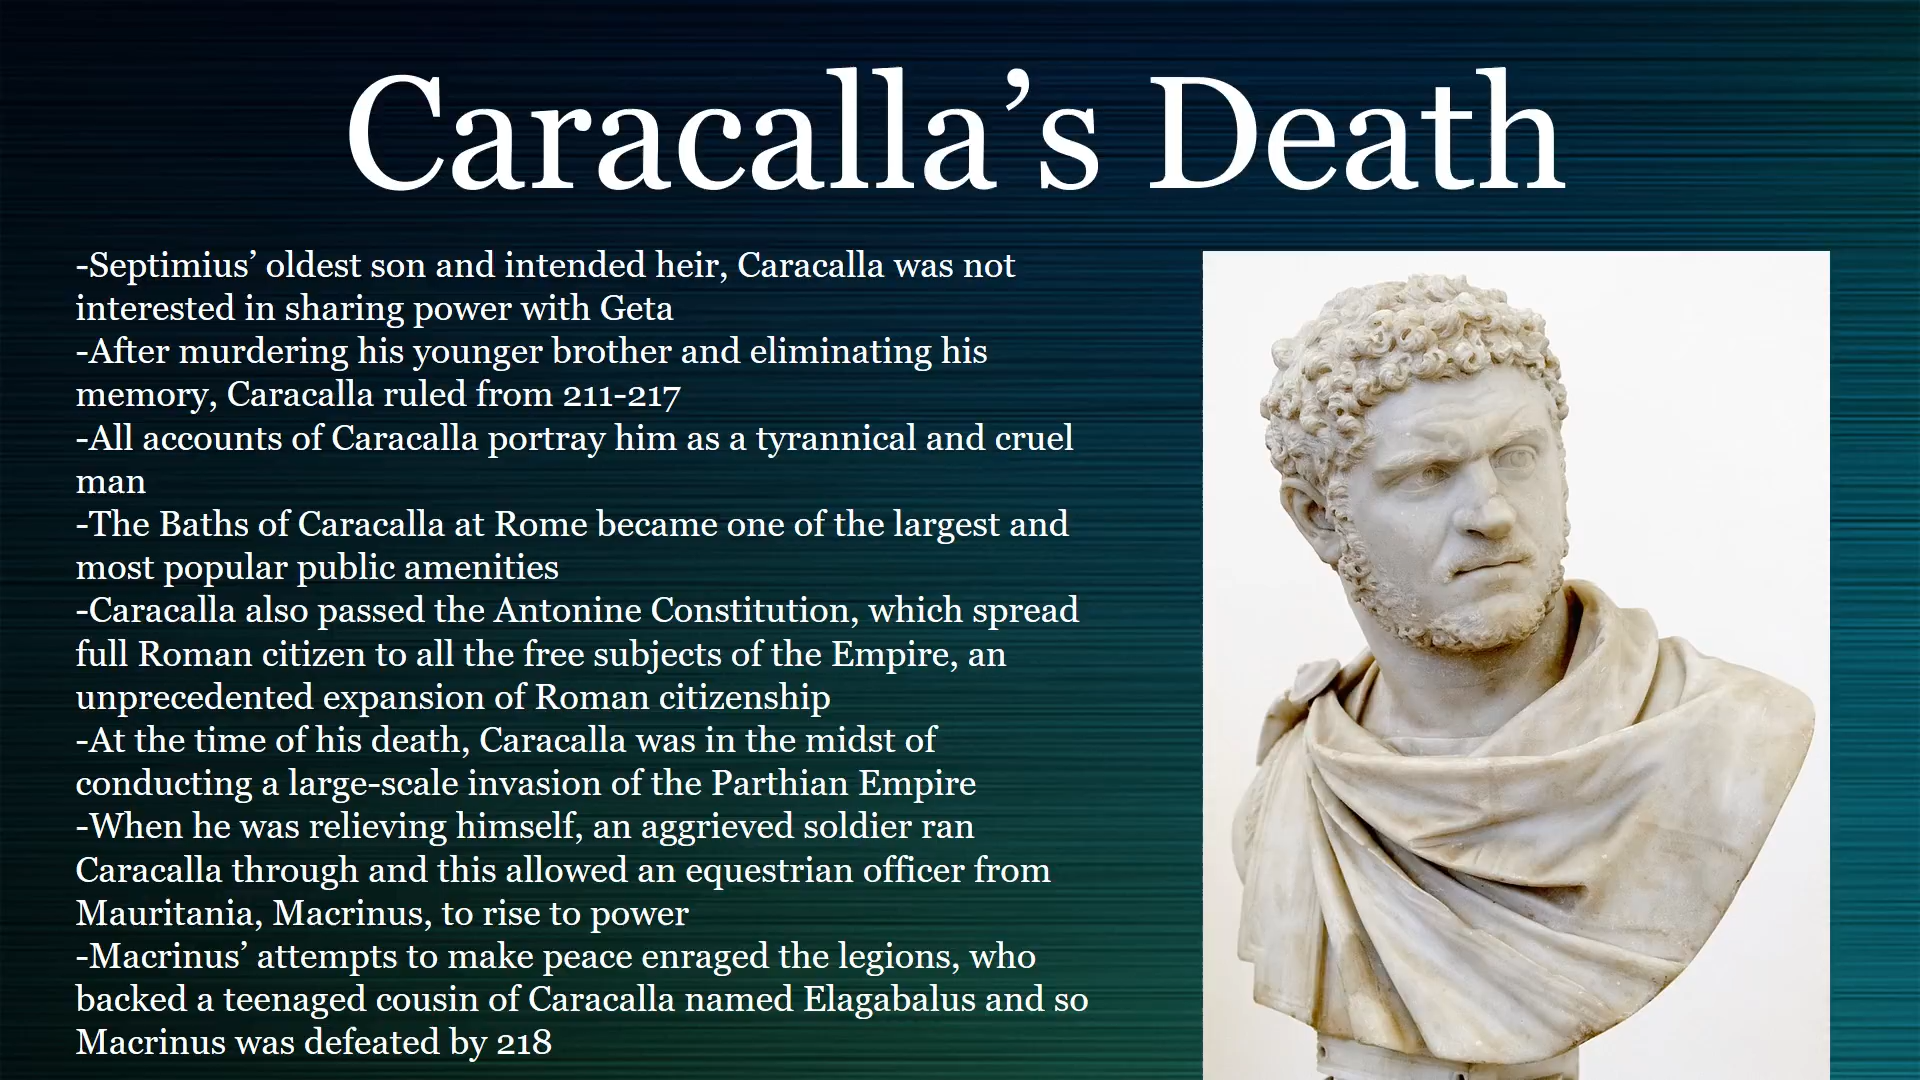 Caracalla’s Death
-Septimius’ oldest son and intended heir, Caracalla was not
interested in sharing power with Geta
-After murdering his younger brother and eliminating his
memory, Caracalla ruled from 211-217
-All accounts of Caracalla portray him as a tyrannical and cruel
man
-The Baths of Caracalla at Rome became one of the largest and
most popular public amenities
-Caracalla also passed the Antonine Constitution, which spread
full Roman citizen to all the free subjects of the Empire, an
unprecedented expansion of Roman citizenship
-At the time of his death, Caracalla was in the midst of
conducting a large-scale invasion of the Parthian Empire
-When he was relieving himself, an aggrieved soldier ran
Caracalla through and this allowed an equestrian officer from
Mauritania, Macrinus, to rise to power
-Macrinus’ attempts to make peace enraged the legions, who
backed a teenaged cousin of Caracalla named Elagabalus and so
Macrinus was defeated by 218